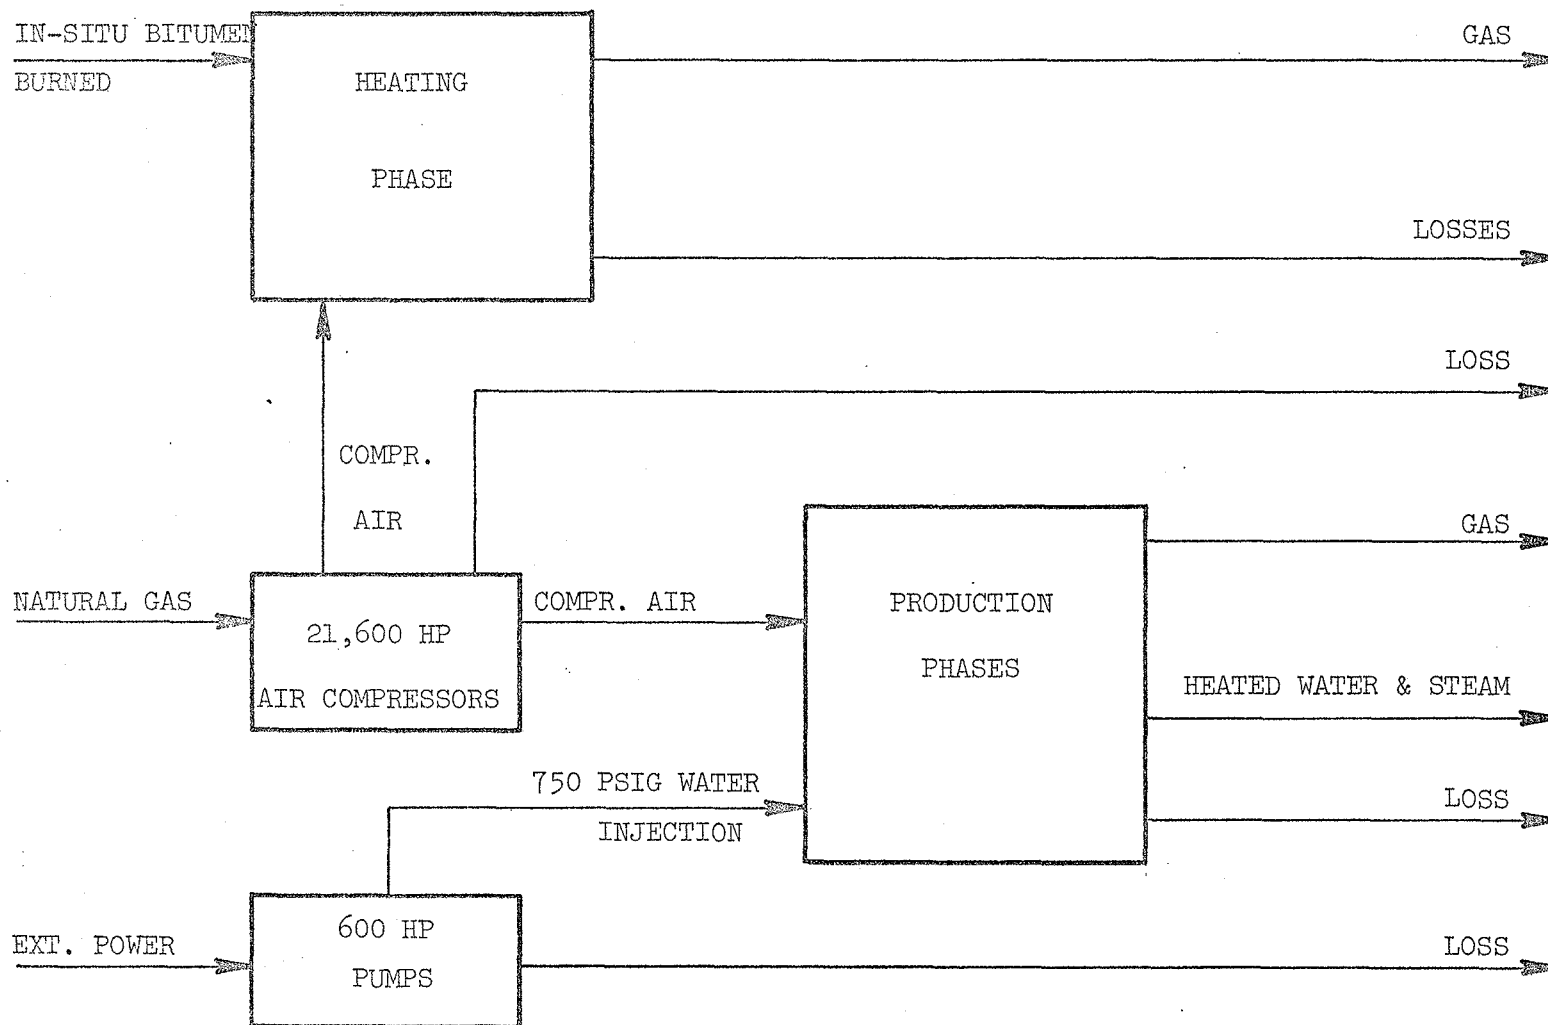 IN-SITU BITUMEN
BURNED
HEATING
PHASE
GAS
LOSSES
LOSS
COMPR.
AIR
NATURAL GAS
21,600 HP
AIR COMPRESSORS
COMPR. AIR
PRODUCTION
PHASES
GAS
HEATED WATER & STEAM
LOSS
750 PSIG WATER
INJECTION
EXT. POWER
600 HP
PUMPS
LOSS